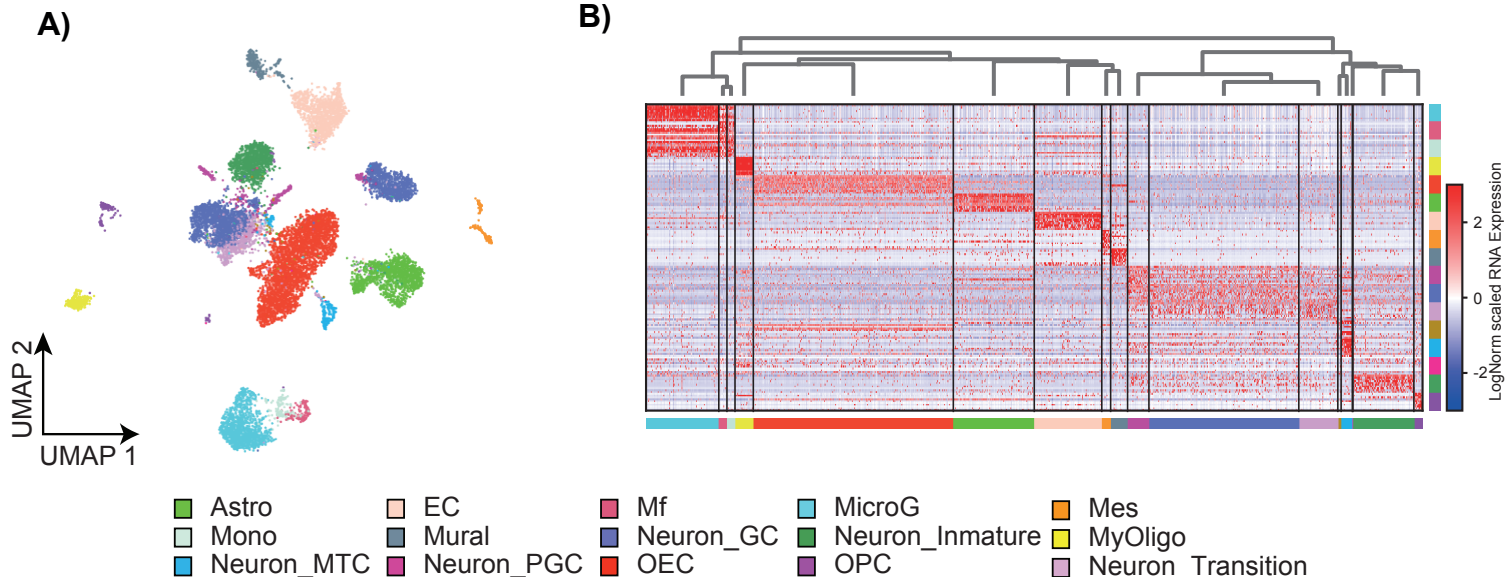 A)
B)
UMAP 2
UMAP 1
2
0
-2
LogNorm scaled RNA Expression
Astro
EC
Mf
MicroG
Mes
Mono
Mural
Neuron_GC
Neuron_Inmature
MyOligo
Neuron_MTC
Neuron_PGC
OEC
OPC
Neuron_Transition